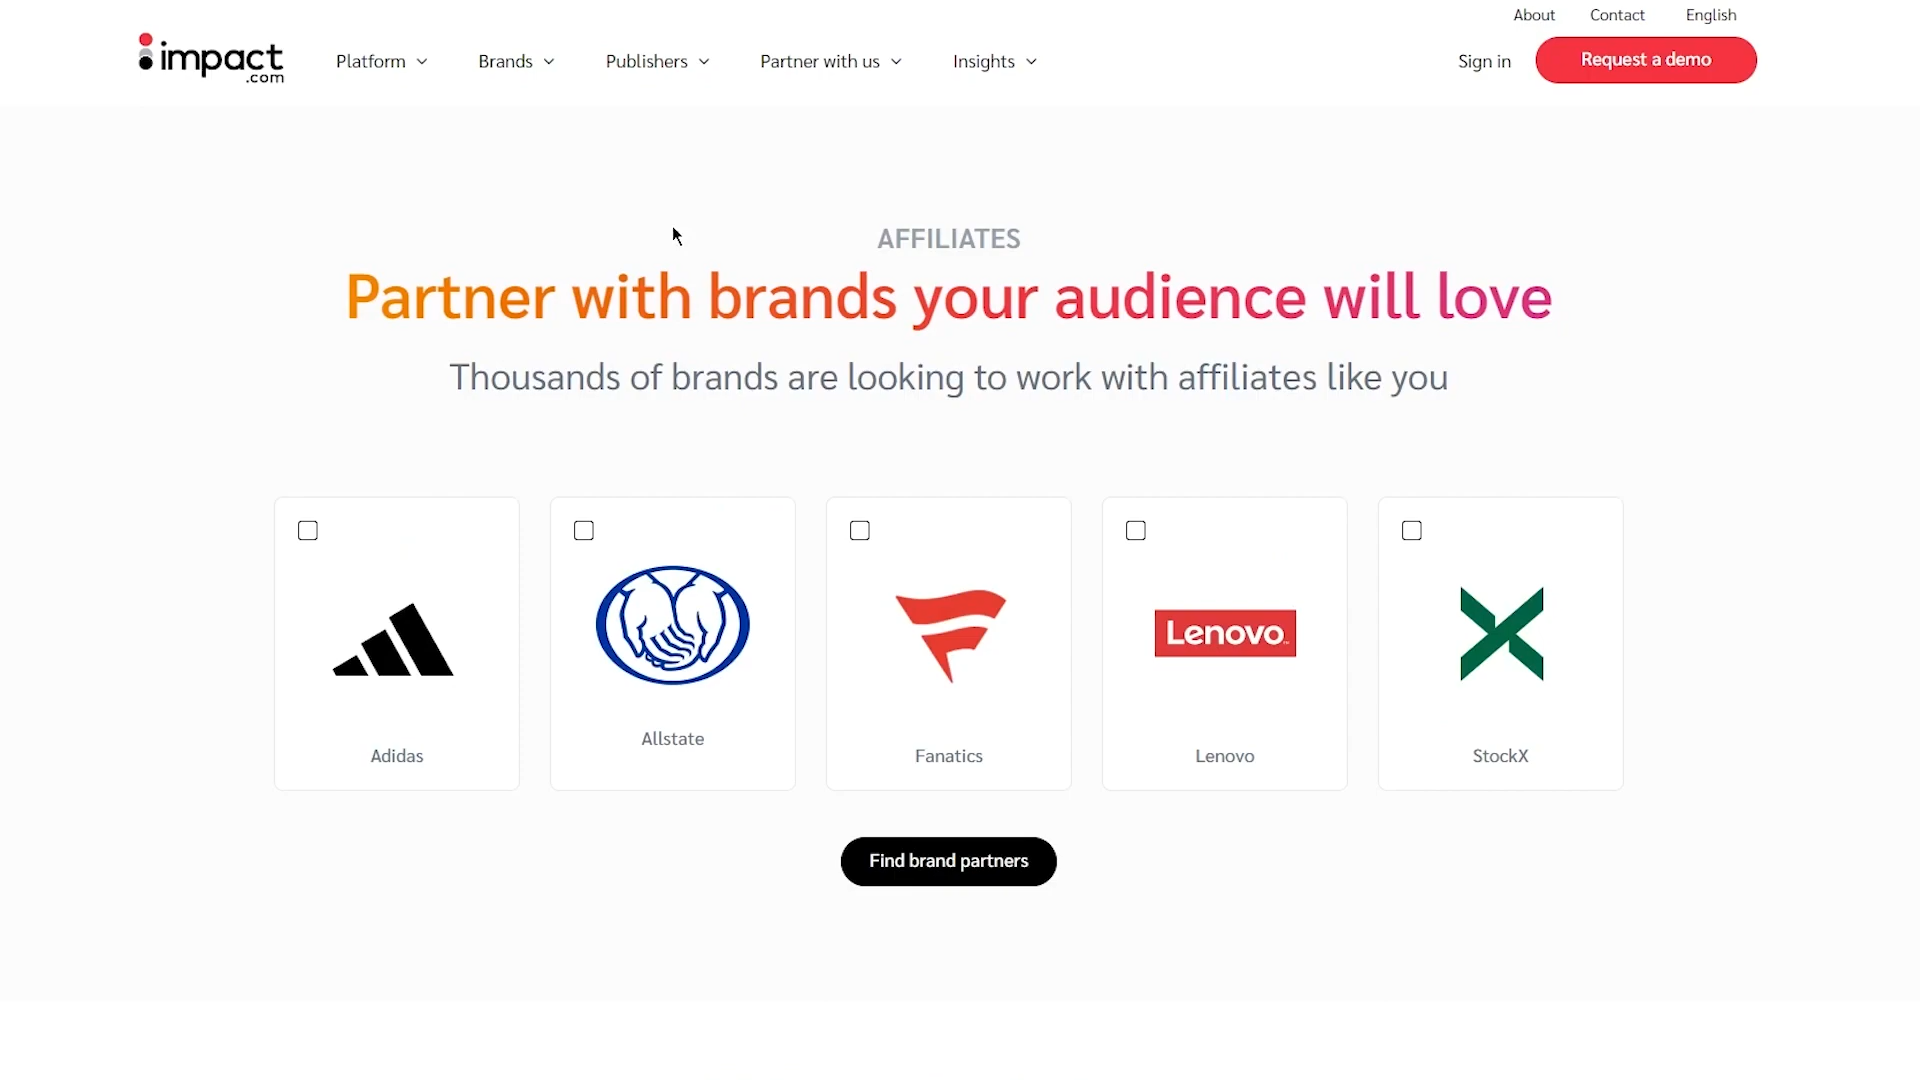 About Contact English
impact
.com
Platform Brands Publishers Partner with us Insights Sign in Request a demo
AFFILIATES
Partner with brands your audience will love
Thousands of brands are looking to work with affiliates like you
Lenovo
Adidas Allstate Fanatics Lenovo StockX
Find brand partners